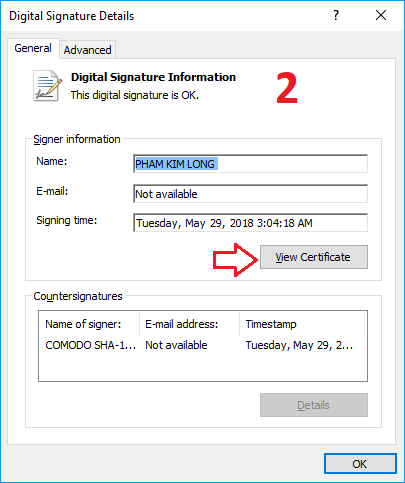 Digital Signature Details
General Advanced
Digital Signature Information
This digital signature is OK.
2
Signer information
Name: PHAM KIM LONG
E-mail: Not available
Signing time: Tuesday, May 29, 2018 3:04:18 AM
View Certificate
Countersignatures
Name of signer: E-mail address: Timestamp
COMODO SHA-1... Not available Tuesday, May 29, 2...
Details
OK